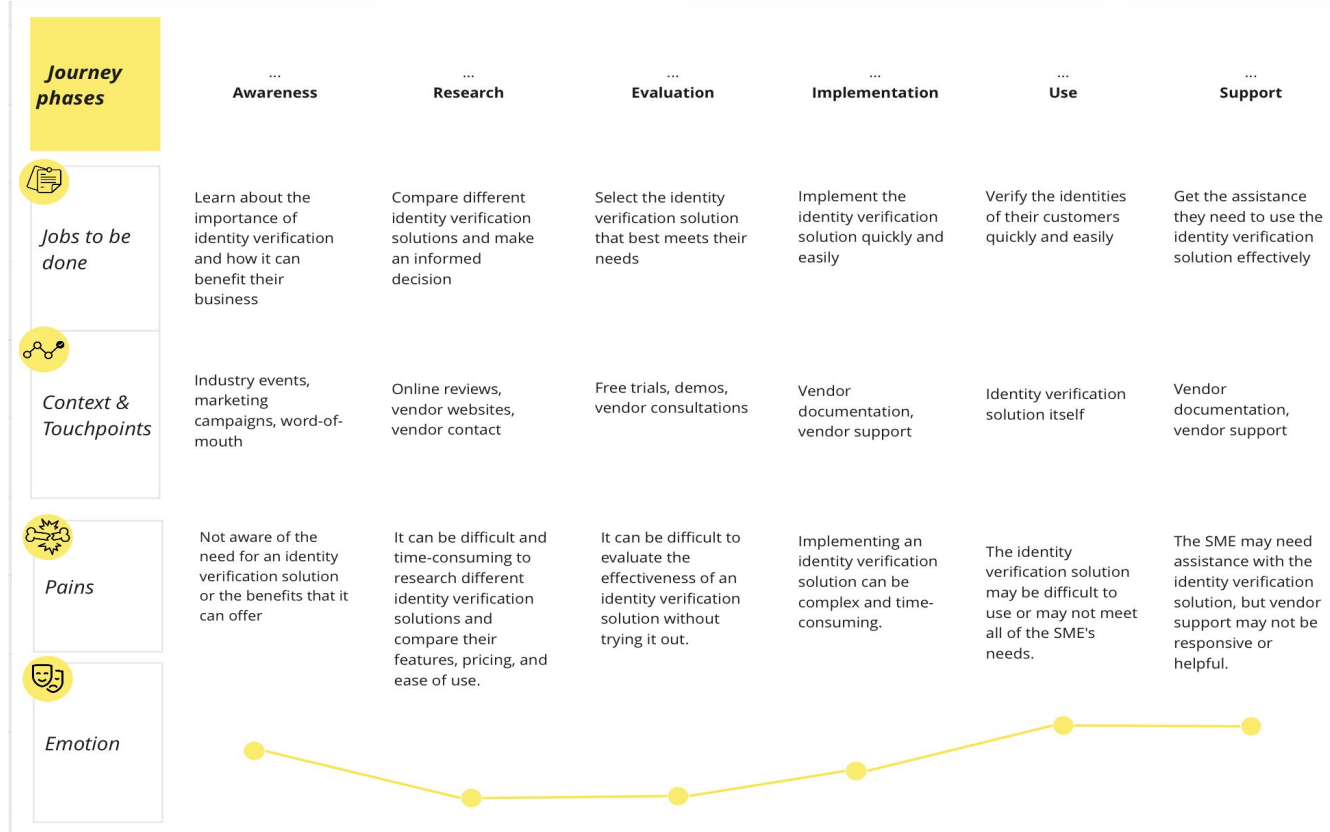 Journey
phases
...
Awareness
...
Research
...
Evaluation
...
Implementation
...
Use
...
Support
Jobs to be
done
Learn about the
importance of
identity verification
and how it can
benefit their
business
Compare different
identity verification
solutions and make
an informed
decision
Select the identity
verification solution
that best meets their
needs
Implement the
identity verification
solution quickly and
easily
Verify the identities
of their customers
quickly and easily
Get the assistance
they need to use the
identity verification
solution effectively
Context &
Touchpoints
Industry events,
marketing
campaigns, word-of-
mouth
Online reviews,
vendor websites,
vendor contact
Free trials, demos,
vendor consultations
Vendor
documentation,
vendor support
Identity verification
solution itself
Vendor
documentation,
vendor support
Pains
Not aware of the
need for an identity
verification solution
or the benefits that it
can offer
It can be difficult and
time-consuming to
research different
identity verification
solutions and
compare their
features, pricing, and
ease of use.
It can be difficult to
evaluate the
effectiveness of an
identity verification
solution without
trying it out.
Implementing an
identity verification
solution can be
complex and time-
consuming.
The identity
verification solution
may be difficult to
use or may not meet
all of the SME's
needs.
The SME may need
assistance with the
identity verification
solution, but vendor
support may not be
responsive or
helpful.
Emotion